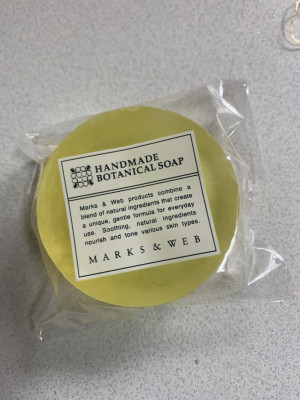 HANDMADE
BOTANICAL SOAP
Marks & Web products combine a
blend of natural ingredients that create
a unique, gentle formula for everyday
use. Soothing, natural ingredients
nourish and tone various skin types.
MARKS & WEB